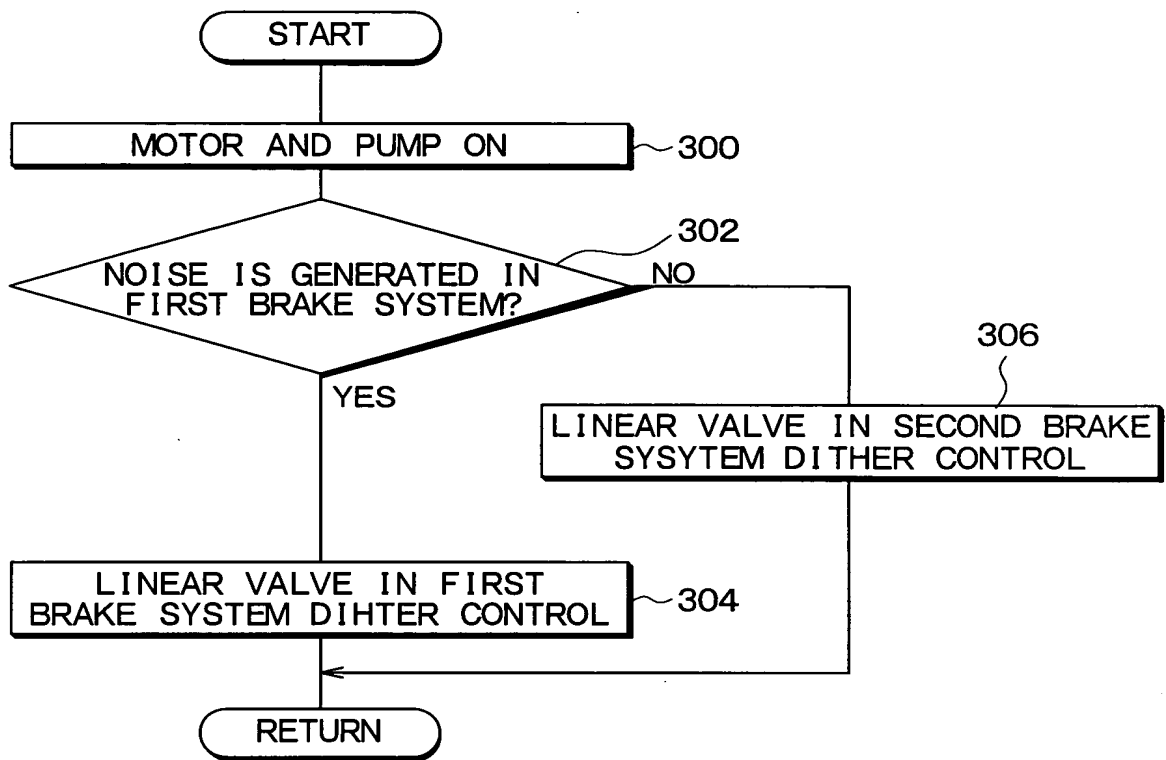 START
MOTOR AND PUMP ON
300
302
NOISE IS GENERATED IN
FIRST BRAKE SYSTEM?
NO
YES
306
LINEAR VALVE IN SECOND BRAKE
SYSYTEM DITHER CONTROL
LINEAR VALVE IN FIRST
BRAKE SYSTEM DIHTER CONTROL
304
RETURN